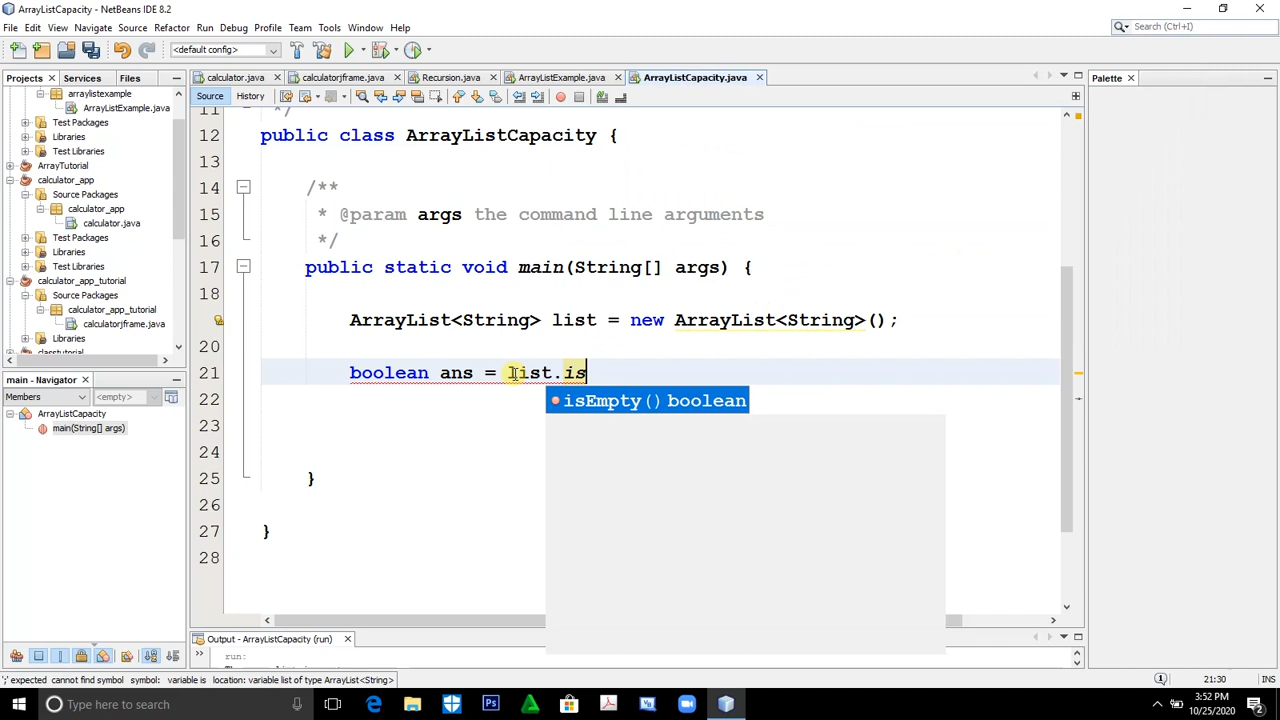 ArrayListCapacity.java - NetBeans IDE 8.2
File Edit View Navigate Source Refactor Run Debug Profile Team Tools Window Help
Search (Ctrl+I)
<default config>
Projects Services Files
calculator.java calculatorjframe.java Recursion.java ArrayListExample.java ArrayListCapacity.java
Palette
Source History
arraylistexample
ArrayListExample.java
Test Packages
Libraries
Test Libraries
ArrayTutorial
calculator_app
Source Packages
calculator_app
calculator.java
Test Packages
Libraries
Test Libraries
calculator_app_tutorial
Source Packages
calculator_app_tutorial
calculatorjframe.java
Libraries
classtutorial
main - Navigator
Members <empty>
ArrayListCapacity
main(String[] args)
11 */
12 public class ArrayListCapacity {
13
14 /**
15 * @param args the command line arguments
16 */
17 public static void main(String[] args) {
18
ArrayList<String> list = new ArrayList<String>();
20
21 boolean ans = list.is
22 isEmpty() boolean
23
24
25 }
26
27 }
28
Output - ArrayListCapacity (run)
run:
';' expected cannot find symbol symbol: variable is location: variable list of type ArrayList<String>
1
21:30 INS
Type here to search
3:52 PM
10/25/2020